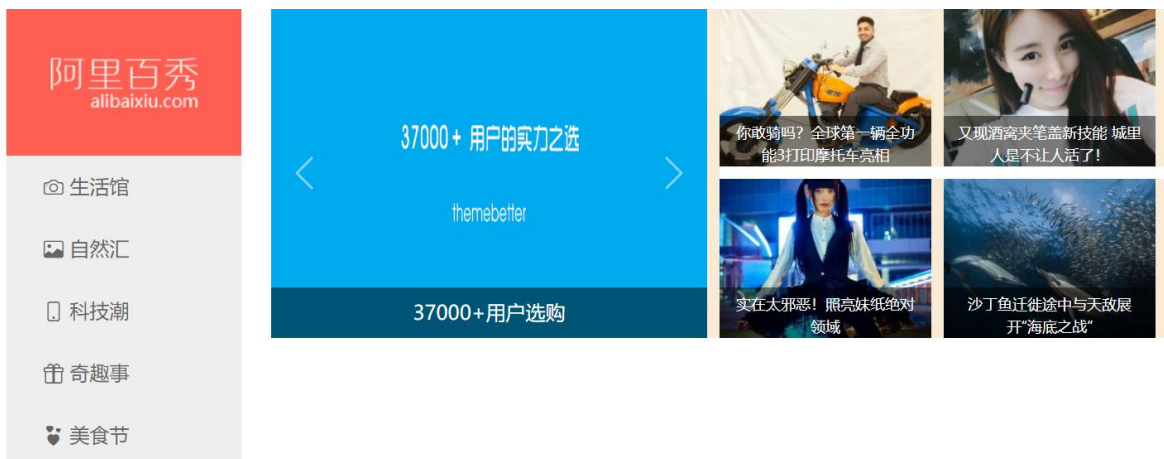 阿里百秀
alibaixiu.com
生活馆
自然汇
科技潮
奇趣事
美食节
37000+ 用户的实力之选
themebetter
37000+用户选购
你敢骑吗？全球第一辆全功
能3打印摩托车亮相
又现酒窝夹笔盖新技能 城里
人是不让人活了!
实在太邪恶！照亮妹纸绝对
领域
沙丁鱼迁徙途中与天敌展
开“海底之战”